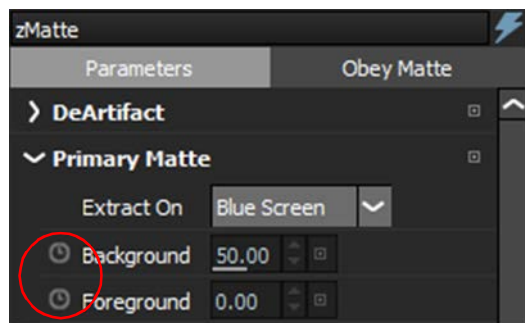 zMatte
Parameters Obey Matte
DeArtifact
Primary Matte
Extract On Blue Screen
Background 50.00
Foreground 0.00